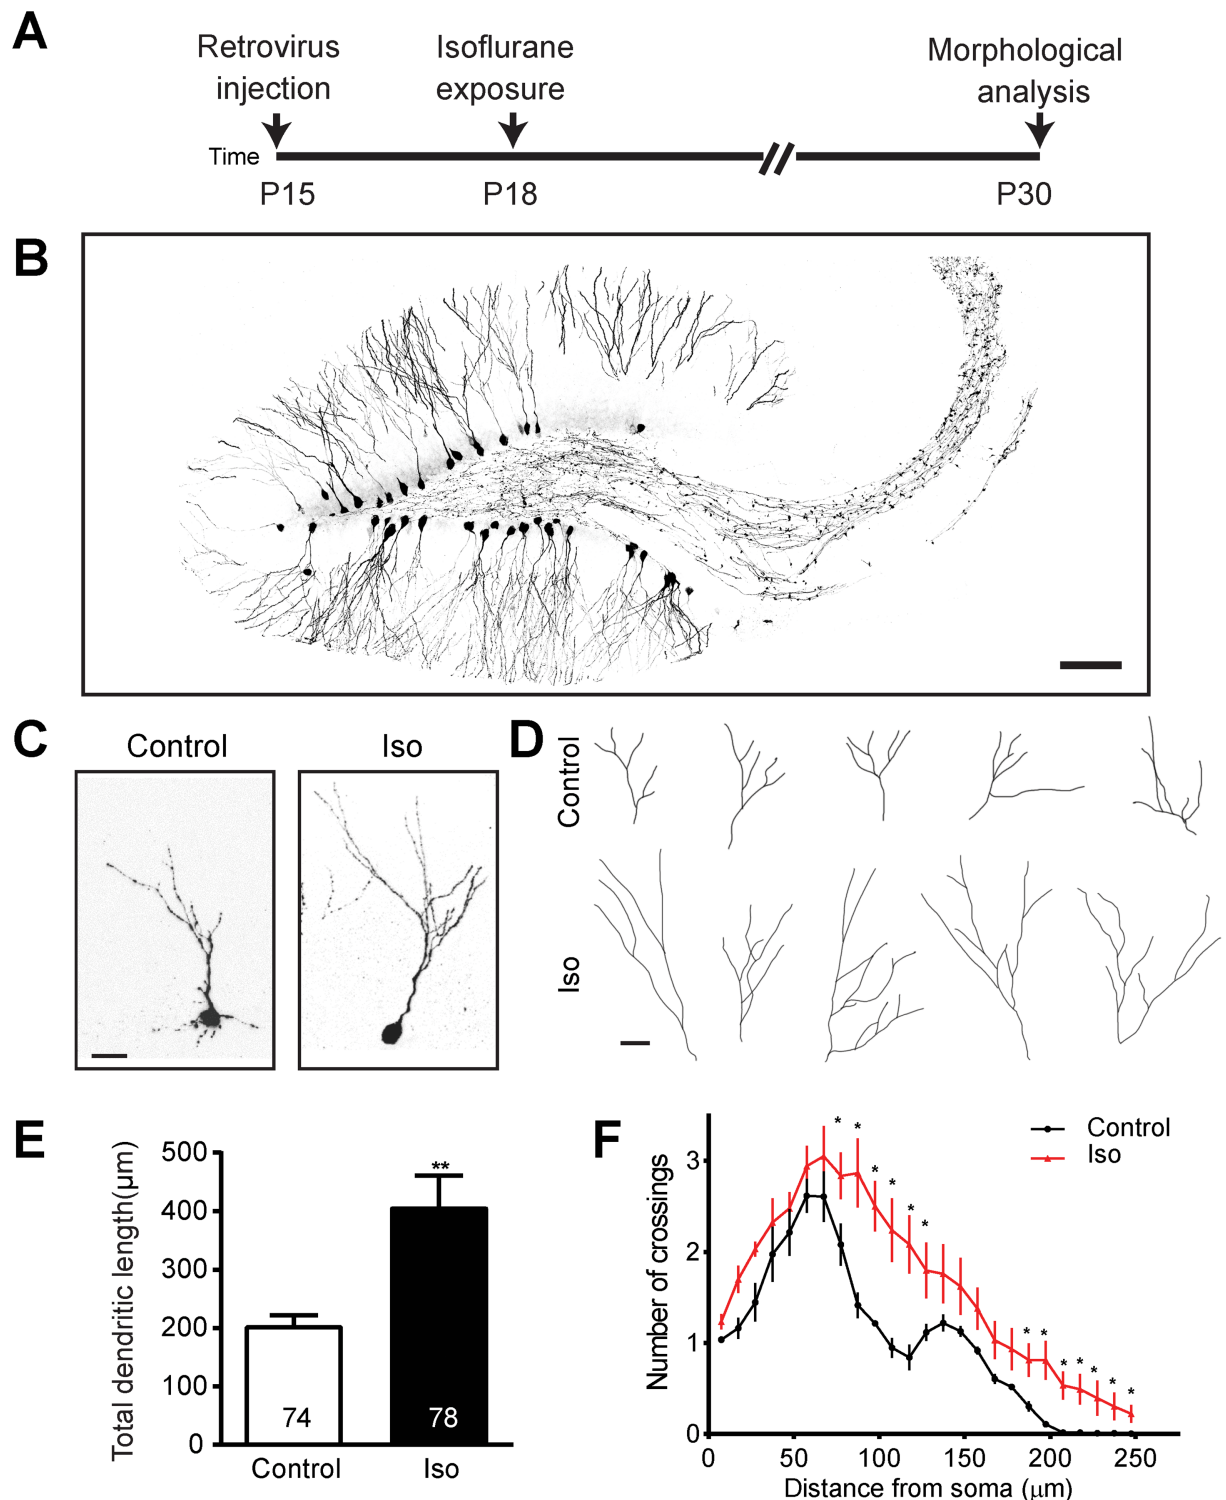 A
Retrovirus
injection
Isoflurane
exposure
Morphological
analysis
Time
P15
P18
P30
B
C
Control
Iso
D
Control
Iso
E
Total dendritic length(μm)
500
400
300
200
100
0
**
74
78
Control
Iso
F
Number of crossings
3
2
1
0
* * * * * * * * * * * * * * *
Control
Iso
0 50 100 150 200 250
Distance from soma (μm)